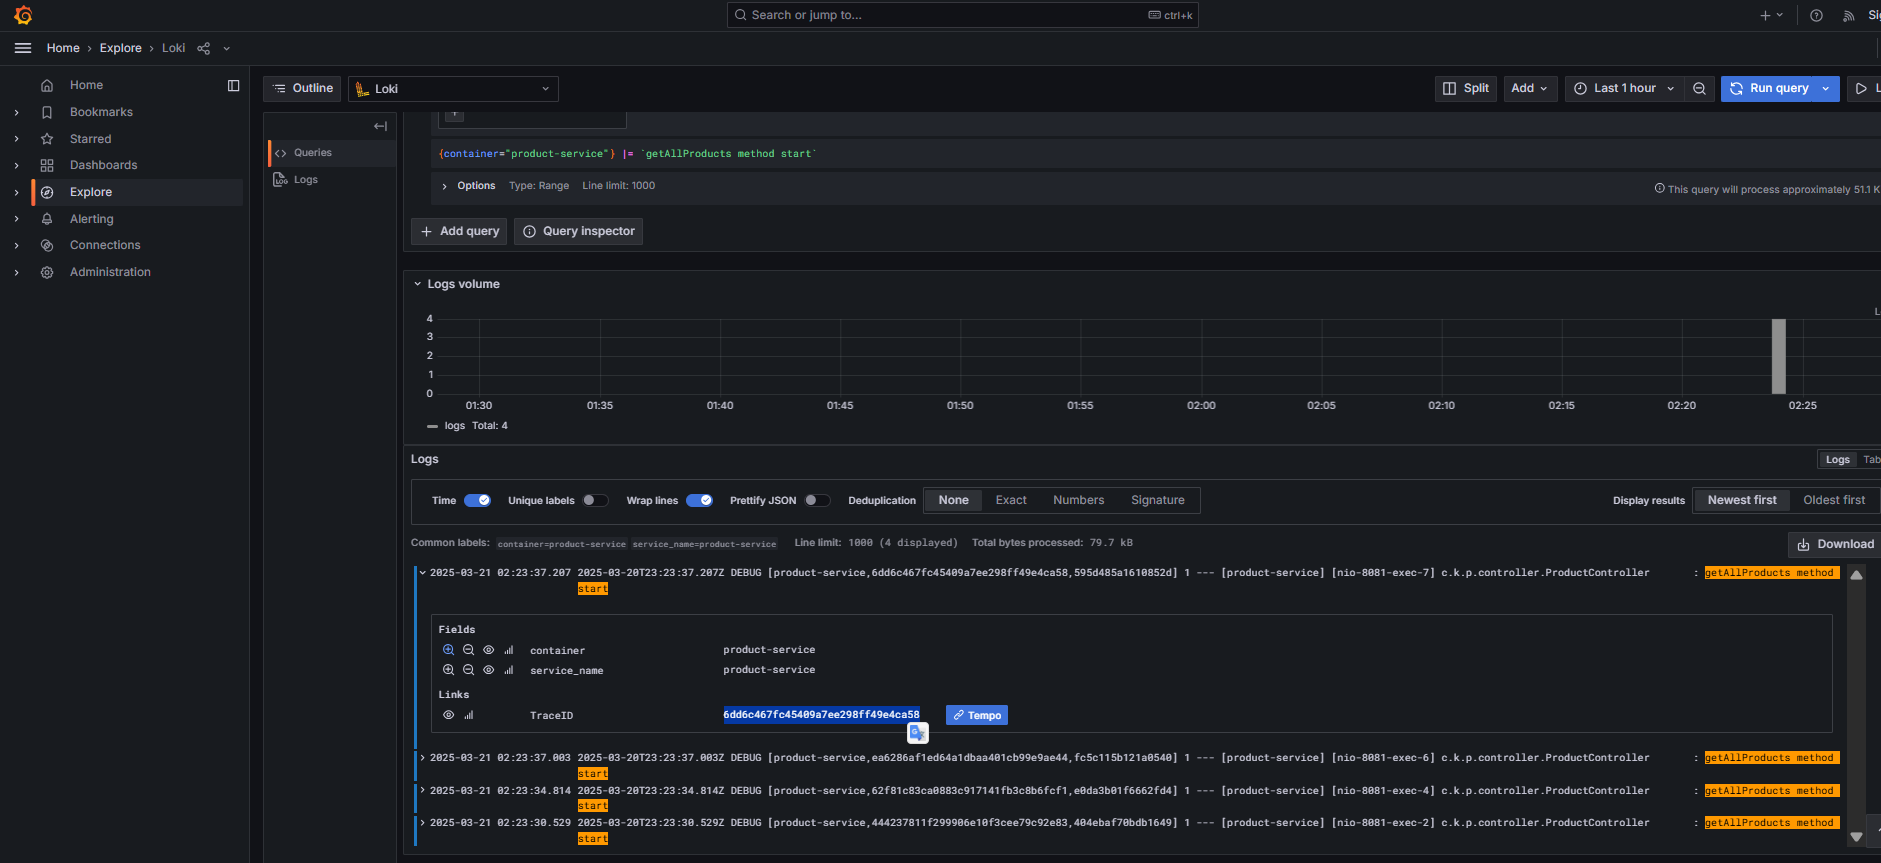 Search or jump to...
ctrl+k
Home › Explore › Loki
Home
Bookmarks
Starred
Dashboards
Explore
Alerting
Connections
Administration
Outline
Loki
Split
Add
Last 1 hour
Run query
Queries
Logs
{container="product-service"} |= `getAllProducts method start`
Options Type: Range Line limit: 1000
This query will process approximately 51.1 K
+ Add query
Query inspector
Logs volume
4
3
2
1
0
01:30 01:35 01:40 01:45 01:50 01:55 02:00 02:05 02:10 02:15 02:20 02:25
logs Total: 4
Logs
Logs
Time Unique labels Wrap lines Prettify JSON Deduplication None Exact Numbers Signature
Display results Newest first Oldest first
Common labels: container=product-service service_name=product-service Line limit: 1000 (4 displayed) Total bytes processed: 79.7 kB
Download
2025-03-21 02:23:37.207 2025-03-20T23:23:37.207Z DEBUG [product-service,6dd6c467fc45409a7ee298ff49e4ca58,595d485a1610852d] 1 --- [product-service] [nio-8081-exec-7] c.k.p.controller.ProductController : getAllProducts method
start
Fields
container product-service
service_name product-service
Links
TraceID 6dd6c467fc45409a7ee298ff49e4ca58 Tempo
2025-03-21 02:23:37.003 2025-03-20T23:23:37.003Z DEBUG [product-service,ea6286af1ed64a1dbaa401cb99e9ae44,fc5c115b121a0540] 1 --- [product-service] [nio-8081-exec-6] c.k.p.controller.ProductController : getAllProducts method
start
2025-03-21 02:23:34.814 2025-03-20T23:23:34.814Z DEBUG [product-service,62f81c83ca0883c917141fb3c8b6fcf1,e0da3b01f6662fd4] 1 --- [product-service] [nio-8081-exec-4] c.k.p.controller.ProductController : getAllProducts method
start
2025-03-21 02:23:30.529 2025-03-20T23:23:30.529Z DEBUG [product-service,444237811f299906e10f3cee79c92e83,404ebaf70bdb1649] 1 --- [product-service] [nio-8081-exec-2] c.k.p.controller.ProductController : getAllProducts method
start